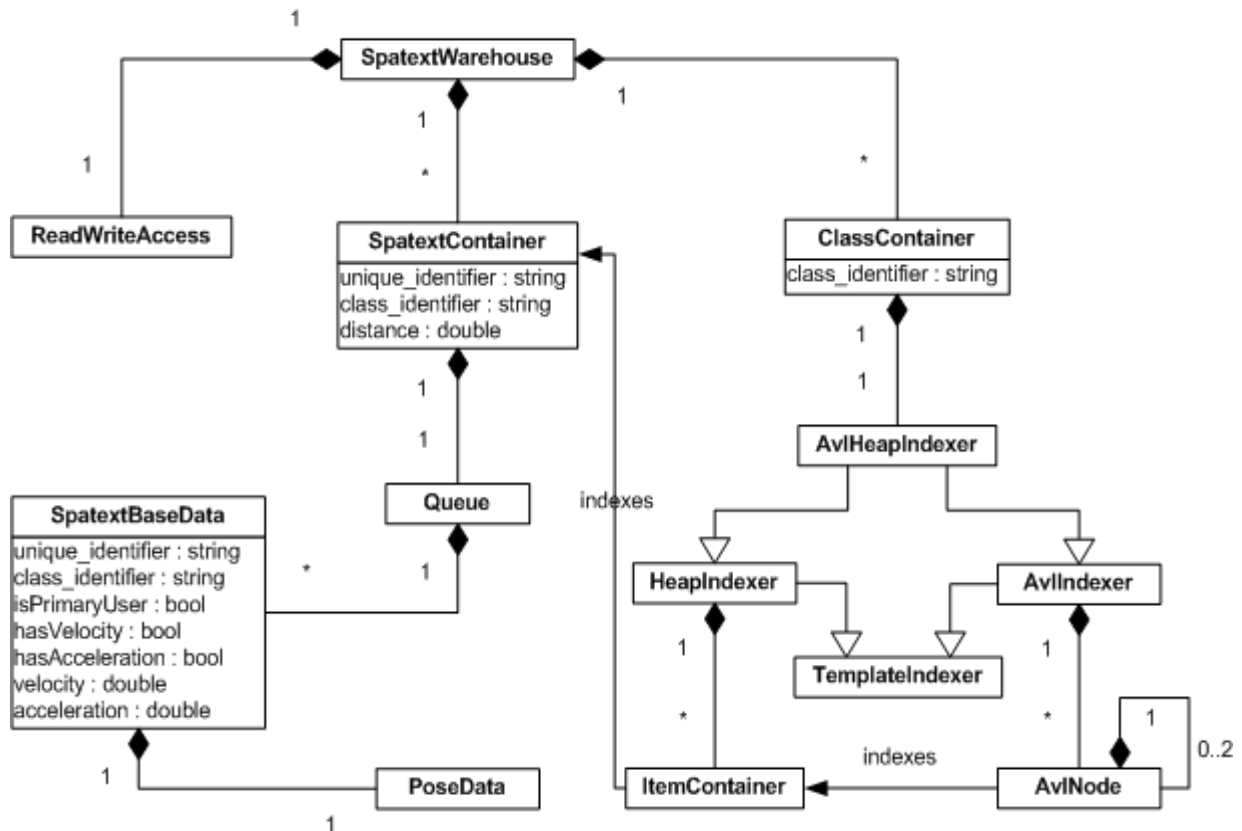 1
SpatextWarehouse
1
1
1
*
*
ReadWriteAccess
SpatextContainer
unique_identifier : string
class_identifier : string
distance : double
ClassContainer
class_identifier : string
1
1
1
1
AvlHeapIndexer
indexes
Queue
SpatextBaseData
unique_identifier : string
class_identifier : string
isPrimaryUser : bool
hasVelocity : bool
hasAcceleration : bool
velocity : double
acceleration : double
*
1
HeapIndexer
AvlIndexer
1
1
TemplateIndexer
*
*
1
0..2
indexes
1
PoseData
1
ItemContainer
AvlNode